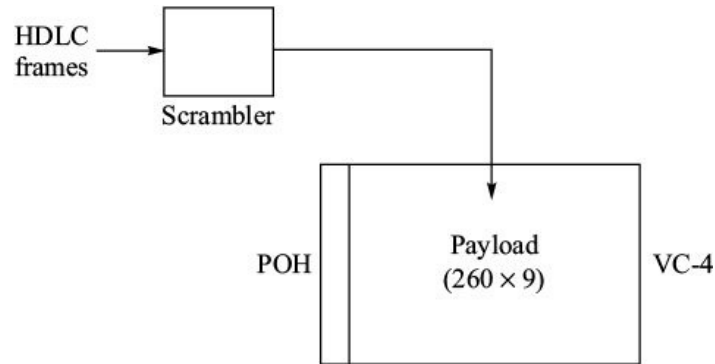 HDLC
frames
Scrambler
POH
Payload
(260 × 9)
VC-4